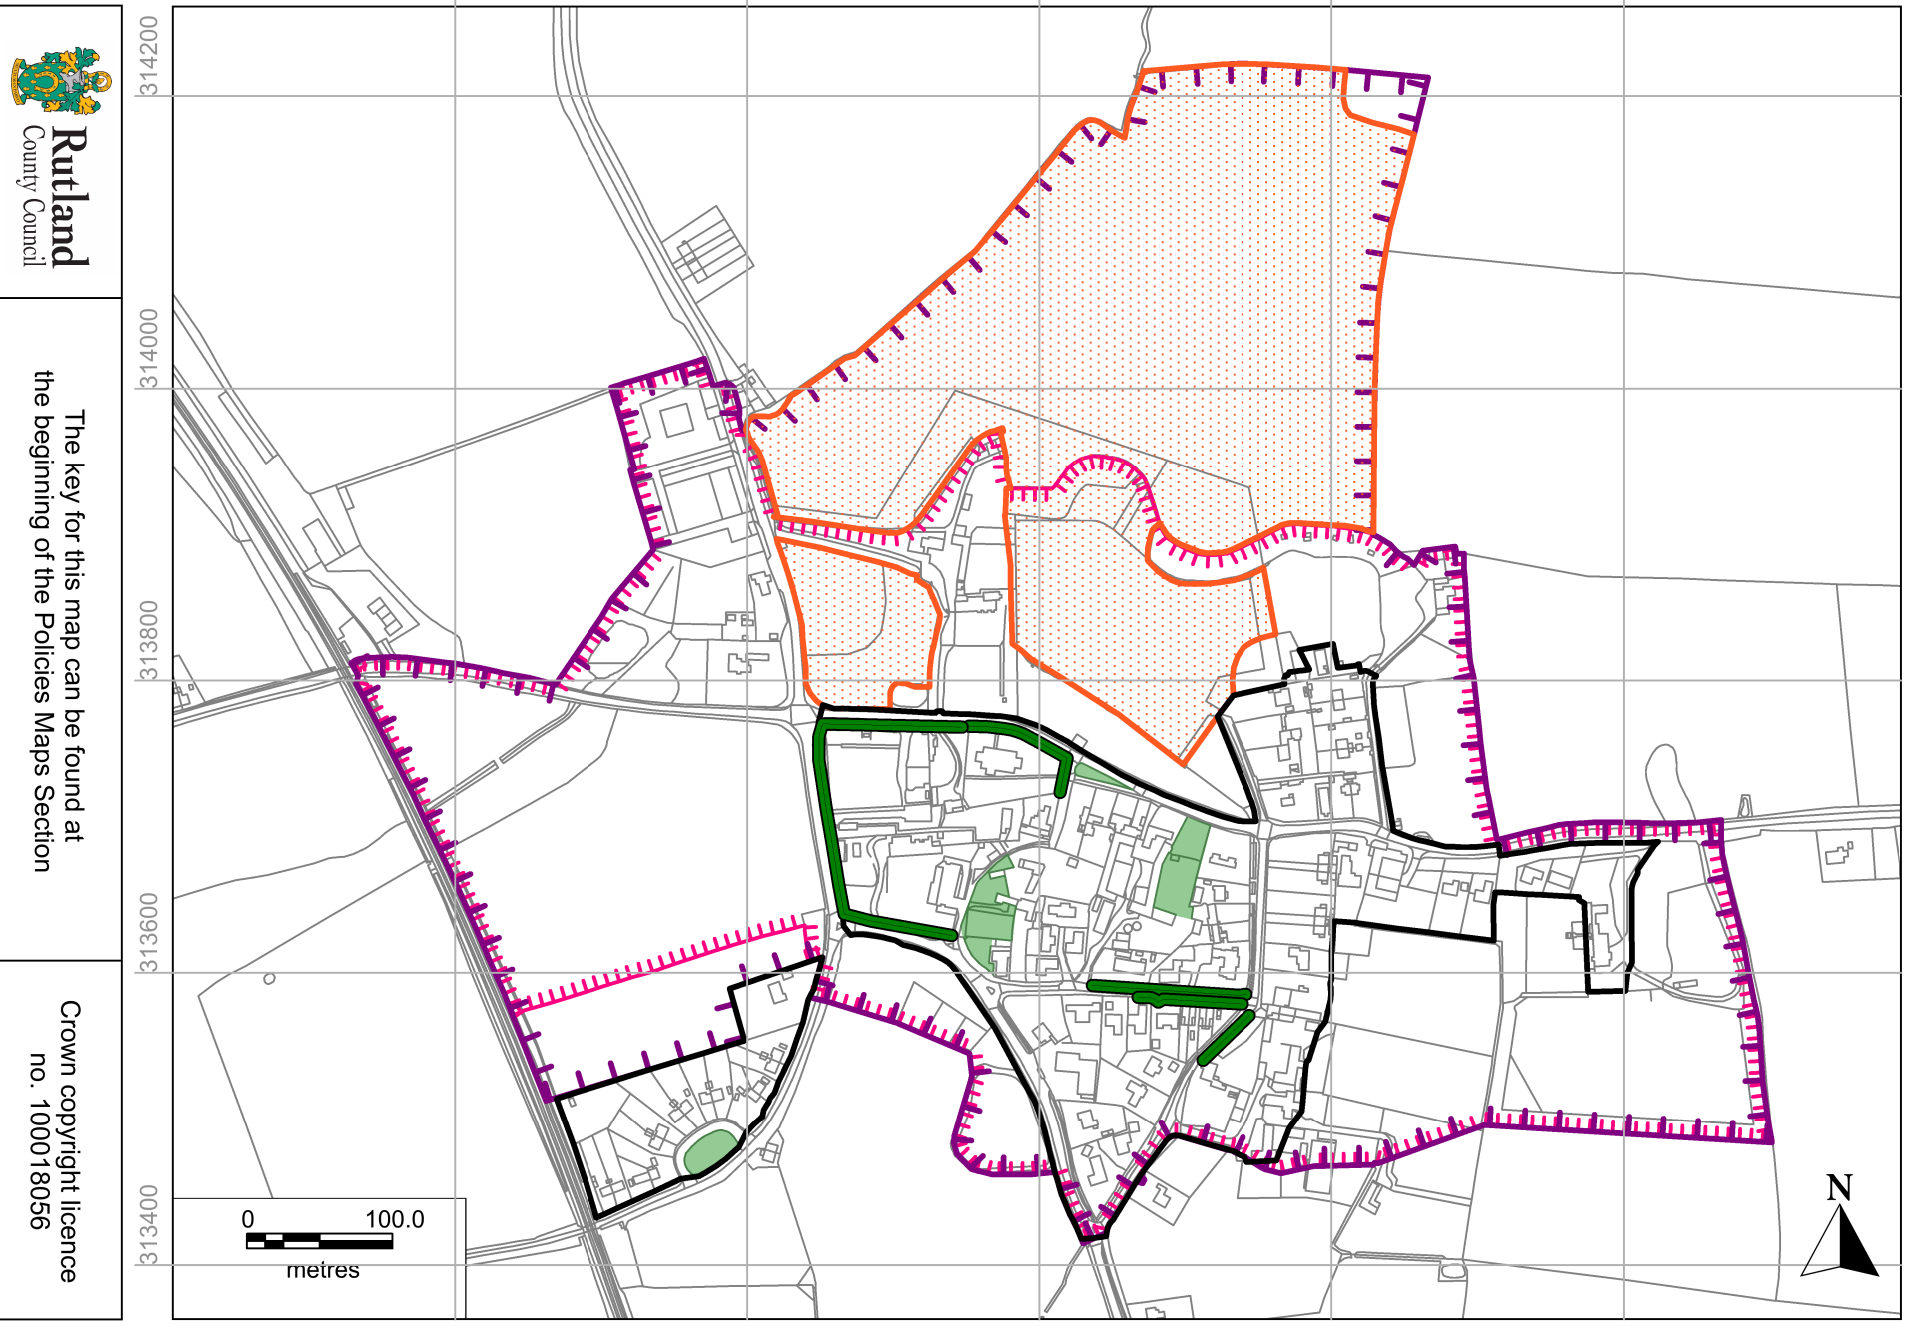 Rutland
County Council
The key for this map can be found at
the beginning of the Policies Maps Section
Crown copyright licence
no. 100018056
314200
314000
313800
313600
313400
0 100.0
metres
N